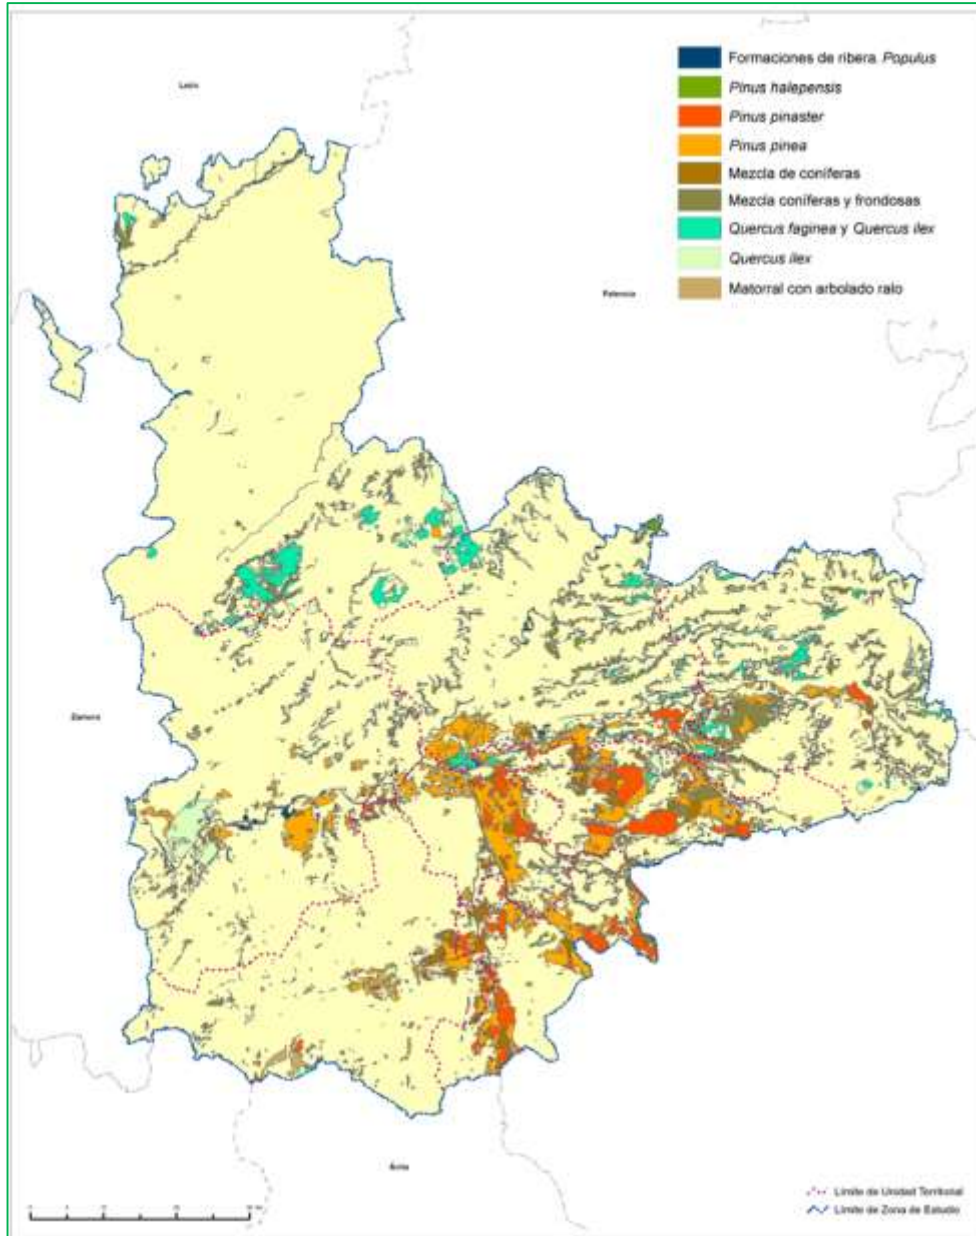 León
Formaciones de ribera. Populus
Pinus halepensis
Pinus pinaster
Pinus pinea
Mezcla de coníferas
Mezcla coníferas y frondosas
Quercus faginea y Quercus ilex
Quercus ilex
Matorral con arbolado ralo
Palencia
Zamora
Ávila
Límite de Unidad Territorial
Límite de Zona de Estudio